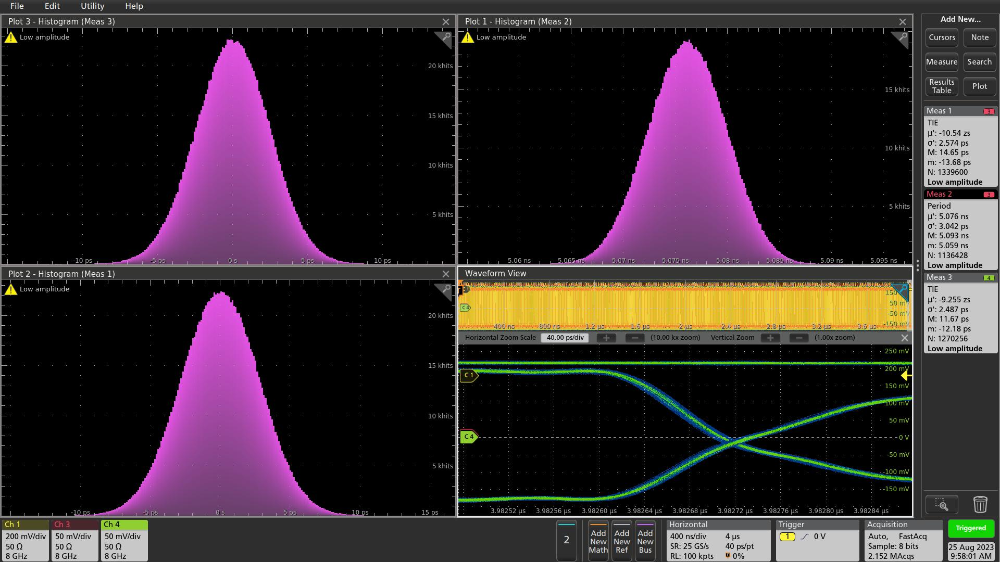 File Edit Utility Help
Plot 3 - Histogram (Meas 3)
Low amplitude
20 khits
15 khits
10 khits
5 khits
-10 ps -5 ps 0 s 5 ps 10 ps
Plot 1 - Histogram (Meas 2)
Low amplitude
15 khits
10 khits
5 khits
5.06 ns 5.065 ns 5.07 ns 5.075 ns 5.08 ns 5.085 ns 5.09 ns 5.095 ns
Plot 2 - Histogram (Meas 1)
Low amplitude
20 khits
15 khits
10 khits
5 khits
-10 ps -5 ps 0 s 5 ps 10 ps 15 ps
Waveform View
C 4
150
50 mV
-50 mV
-150 mV
400 ns 800 ns 1.2 µs 1.6 µs 2 µs 2.4 µs 2.8 µs 3.2 µs 3.6 µs
Horizontal Zoom Scale 40.00 ps/div + − (10.00 kx zoom) Vertical Zoom + − (1.00x zoom)
250 mV
200 mV
C 1
150 mV
100 mV
50 mV
C 4
0 V
-50 mV
-100 mV
-150 mV
3.98252 µs 3.98256 µs 3.98260 µs 3.98264 µs 3.98268 µs 3.98272 µs 3.98276 µs 3.98280 µs 3.98284 µs
Add New...
Cursors Note
Measure Search
Results Table Plot
Meas 1 3
TIE
µ': -10.54 zs
σ': 2.574 ps
M: 14.65 ps
m: -13.68 ps
N: 1339600
Low amplitude
Meas 2 3
Period
µ': 5.076 ns
σ': 3.042 ps
M: 5.093 ns
m: 5.059 ns
N: 1136428
Low amplitude
Meas 3 4
TIE
µ': -9.255 zs
σ': 2.487 ps
M: 11.67 ps
m: -12.18 ps
N: 1270256
Low amplitude
Ch 1
200 mV/div
50 Ω
8 GHz
Ch 3
50 mV/div
50 Ω
8 GHz
Ch 4
50 mV/div
50 Ω
8 GHz
2
Add New Math
Add New Ref
Add New Bus
Horizontal
400 ns/div 4 µs
SR: 25 GS/s 40 ps/pt
RL: 100 kpts T 0%
Trigger
1 0 V
Acquisition
Auto, FastAcq
Sample: 8 bits
2.152 MAcqs
Triggered
25 Aug 2023
9:58:01 AM